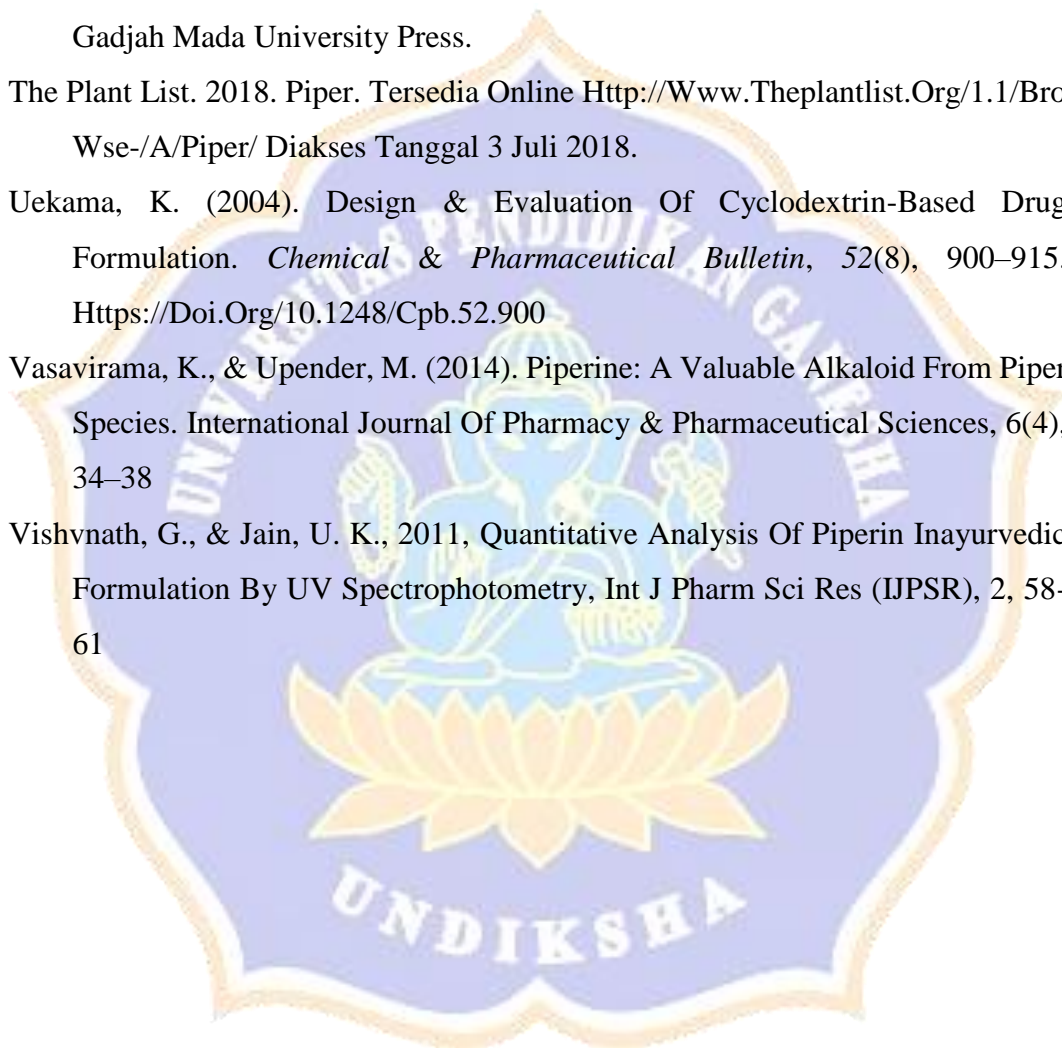 Gadjah Mada University Press.
The Plant List. 2018. Piper. Tersedia Online Http://Www.Theplantlist.Org/1.1/Bro
Wse-/A/Piper/ Diakses Tanggal 3 Juli 2018.
Uekama, K. (2004). Design & Evaluation Of Cyclodextrin-Based Drug
Formulation. Chemical & Pharmaceutical Bulletin, 52(8), 900–915.
Https://Doi.Org/10.1248/Cpb.52.900
Vasavirama, K., & Upender, M. (2014). Piperine: A Valuable Alkaloid From Piper
Species. International Journal Of Pharmacy & Pharmaceutical Sciences, 6(4),
34–38
Vishvnath, G., & Jain, U. K., 2011, Quantitative Analysis Of Piperin Inayurvedic
Formulation By UV Spectrophotometry, Int J Pharm Sci Res (IJPSR), 2, 58-
61
UNIVERSITAS PENDIDIKAN GANESHA
UNDIKSHA